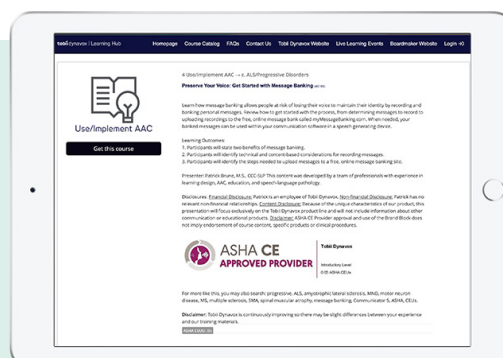 tobii dynavox | Learning Hub
Homepage Course Catalog FAQs Contact Us Tobii Dynavox Website Live Learning Events Boardmaker Website Login
4 Use/Implement AAC → c. ALS/Progressive Disorders
Preserve Your Voice: Get Started with Message Banking
Use/Implement AAC
Get this course
Learn how message banking allows people at risk of losing their voice to maintain their identity by recording and
banking personal messages. Review how to get started with the process, from determining messages to record to
uploading recordings to the free, online message bank called myMessagebanking.com. When needed, your
banked messages can be used within your communication software in a speech generating device.
Learning Outcomes:
1. Participants will state two benefits of message banking.
2. Participants will identify technical and content-based considerations for recording messages.
3. Participants will identify the steps needed to upload messages to a free, online message banking site.
Presenter: Patrick Brune, M.S., CCC-SLP This content was developed by a team of professionals with experience in
learning design, AAC, education, and speech-language pathology.
Disclosures: Financial Disclosure: Patrick is an employee of Tobii Dynavox. Non-financial Disclosure: Patrick has no
relevant non-financial relationships. Content Disclosure: Because of the unique characteristics of our product, this
presentation will focus exclusively on the Tobii Dynavox product line and will not include information about other
communication or educational products. Disclaimer: ASHA CE Provider approval and use of the Brand Block does
not imply endorsement of course content, specific products or clinical procedures.
ASHA CE
APPROVED PROVIDER
Tobii Dynavox
Introductory Level
0.05 ASHA CEUs
For more like this, you may also search: progressive, ALS, amyotrophic lateral sclerosis, MND, motor neuron
disease, MS, multiple sclerosis, SMA, spinal muscular atrophy, message banking, Communicator 5, ASHA, CEUs.
Disclaimer: Tobii Dynavox is continuously improving so there may be slight differences between your experience
and our training materials.